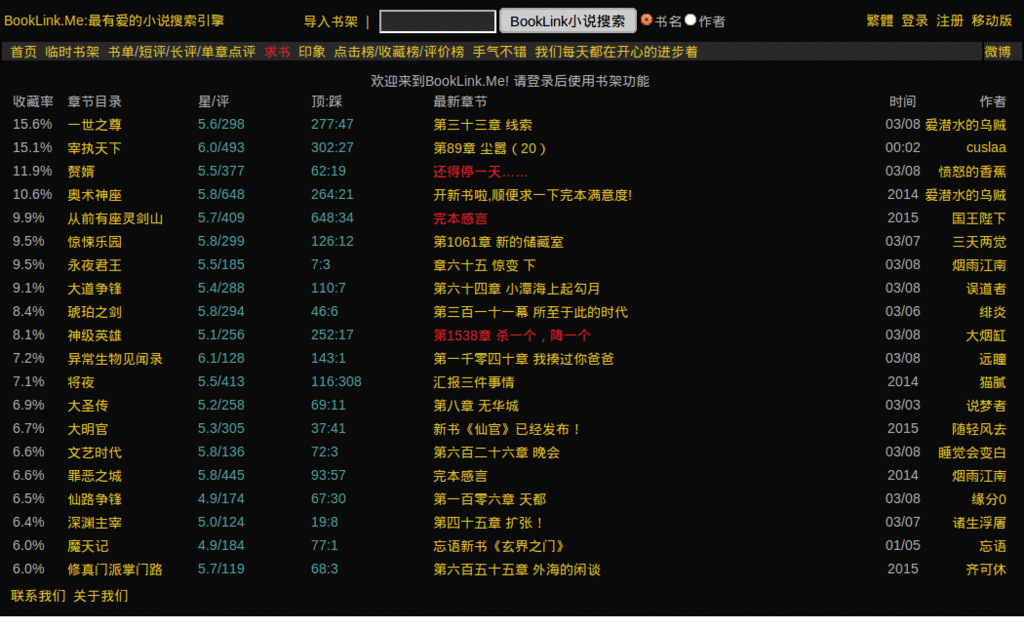 BookLink.Me:最有爱的小说搜索引擎 导入书架 | BookLink小说搜索 书名 作者 繁體 登录 注册 移动版
首页 临时书架 书单/短评/长评/单章点评 求书 印象 点击榜/收藏榜/评价榜 手气不错 我们每天都在开心的进步着 微博
欢迎来到BookLink.Me! 请登录后使用书架功能
收藏率 章节目录 星/评 顶:踩 最新章节 时间 作者
15.6% 一世之尊 5.6/298 277:47 第三十三章 线索 03/08 爱潜水的乌贼
15.1% 宰执天下 6.0/493 302:27 第89章 尘嚣（20） 00:02 cuslaa
11.9% 赘婿 5.5/377 62:19 还得停一天…… 03/08 愤怒的香蕉
10.6% 奥术神座 5.8/648 264:21 开新书啦,顺便求一下完本满意度! 2014 爱潜水的乌贼
9.9% 从前有座灵剑山 5.7/409 648:34 完本感言 2015 国王陛下
9.5% 惊悚乐园 5.8/299 126:12 第1061章 新的储藏室 03/07 三天两觉
9.5% 永夜君王 5.5/185 7:3 章六十五 惊变 下 03/08 烟雨江南
9.1% 大道争锋 5.4/288 110:7 第六十四章 小潭海上起勾月 03/08 误道者
8.4% 琥珀之剑 5.8/294 46:6 第三百一十一幕 所至于此的时代 03/06 绯炎
8.1% 神级英雄 5.1/256 252:17 第1538章 杀一个，降一个 03/08 大烟缸
7.2% 异常生物见闻录 6.1/128 143:1 第一千零四十章 我揍过你爸爸 03/08 远瞳
7.1% 将夜 5.5/413 116:308 汇报三件事情 2014 猫腻
6.9% 大圣传 5.2/258 69:11 第八章 无华城 03/03 说梦者
6.7% 大明官 5.3/305 37:41 新书《仙官》已经发布！ 2015 随轻风去
6.6% 文艺时代 5.8/136 72:3 第六百二十六章 晚会 03/08 睡觉会变白
6.6% 罪恶之城 5.8/445 93:57 完本感言 2014 烟雨江南
6.5% 仙路争锋 4.9/174 67:30 第一百零六章 天都 03/08 缘分0
6.4% 深渊主宰 5.0/124 19:8 第四十五章 扩张！ 03/07 诸生浮屠
6.0% 魔天记 4.9/184 77:1 忘语新书《玄界之门》 01/05 忘语
6.0% 修真门派掌门路 5.7/119 68:3 第六百五十五章 外海的闲谈 2015 齐可休
联系我们 关于我们